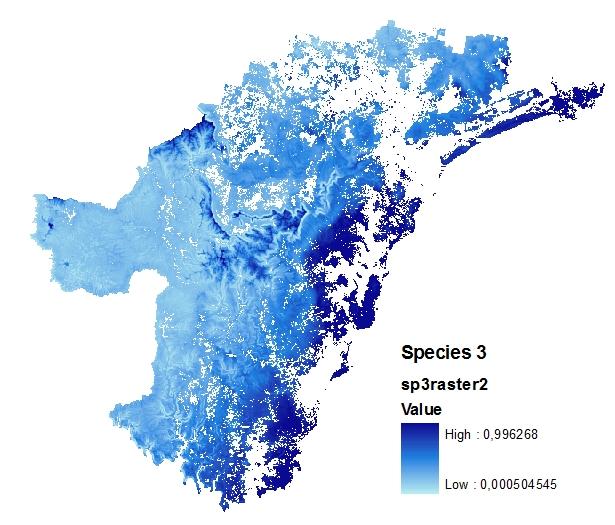 Species 3
sp3raster2
Value
High : 0,996268
Low : 0,000504545